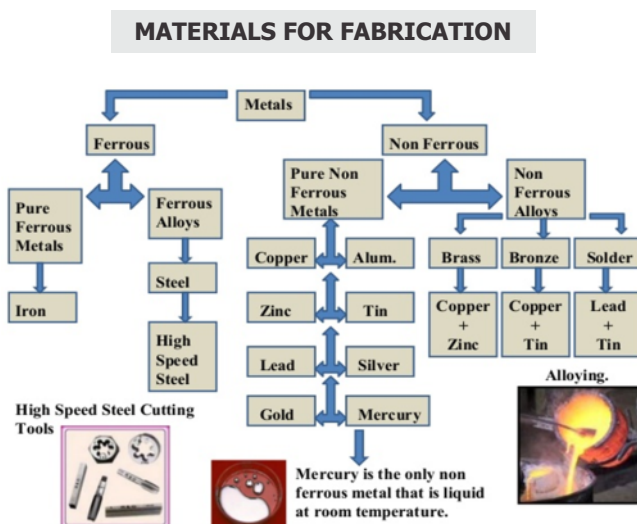 MATERIALS FOR FABRICATION
Metals
Ferrous
Non Ferrous
Pure
Ferrous
Metals
Ferrous
Alloys
Pure Non
Ferrous
Metals
Non
Ferrous
Alloys
Iron
Steel
High
Speed
Steel
Copper
Alum.
Zinc
Tin
Lead
Silver
Gold
Mercury
Brass
Bronze
Solder
Copper
+
Zinc
Copper
+
Tin
Lead
+
Tin
Alloying.
High Speed Steel Cutting
Tools
Mercury is the only non
ferrous metal that is liquid
at room temperature.